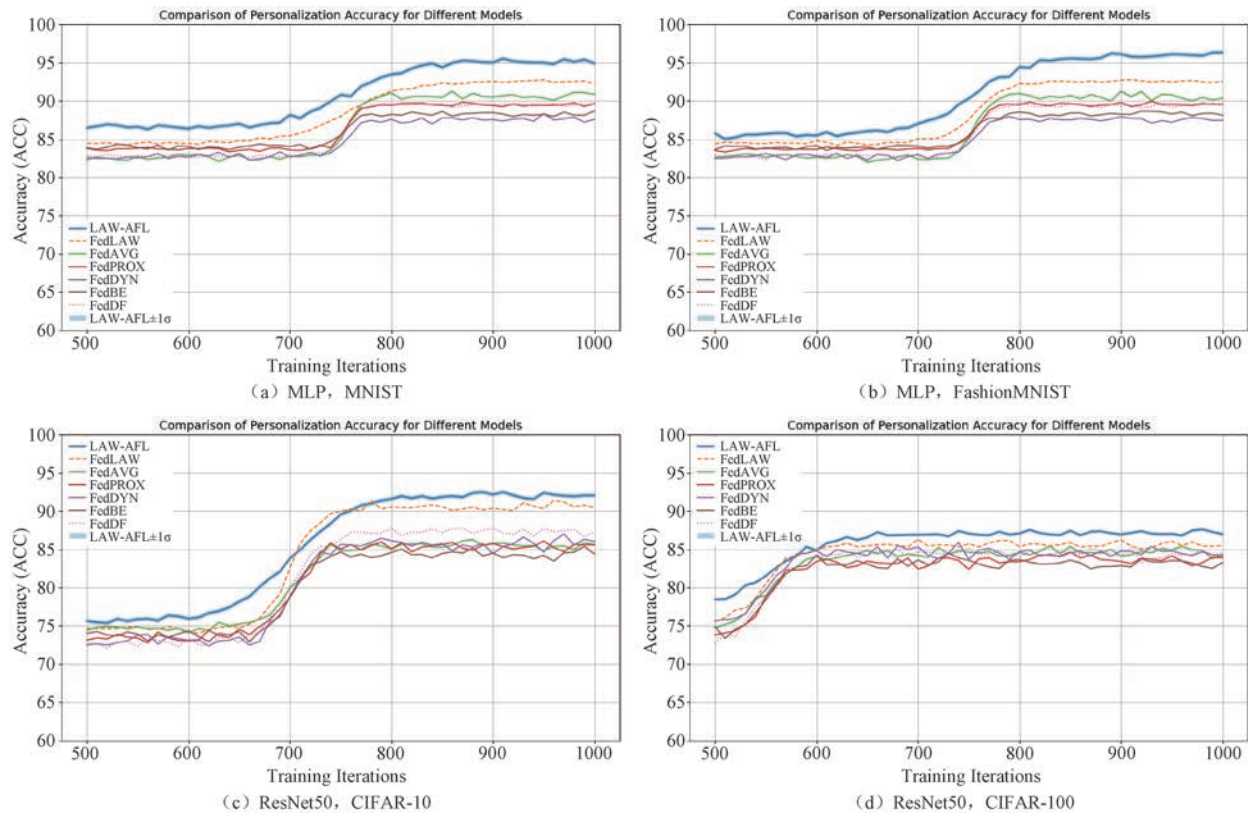 Comparison of Personalization Accuracy for Different Models
Accuracy (ACC)
100
95
90
85
80
75
70
65
60
LAW-AFL
FedLAW
FedAVG
FedPROX
FedDYN
FedBE
FedDF
LAW-AFL±1σ
500 600 700 800 900 1000
Training Iterations
（a）MLP，MNIST
Comparison of Personalization Accuracy for Different Models
Accuracy (ACC)
100
95
90
85
80
75
70
65
60
LAW-AFL
FedLAW
FedAVG
FedPROX
FedDYN
FedBE
FedDF
LAW-AFL±1σ
500 600 700 800 900 1000
Training Iterations
（b）MLP，FashionMNIST
Comparison of Personalization Accuracy for Different Models
Accuracy (ACC)
100
95
90
85
80
75
70
65
60
LAW-AFL
FedLAW
FedAVG
FedPROX
FedDYN
FedBE
FedDF
LAW-AFL±1σ
500 600 700 800 900 1000
Training Iterations
（c）ResNet50，CIFAR-10
Comparison of Personalization Accuracy for Different Models
Accuracy (ACC)
100
95
90
85
80
75
70
65
60
LAW-AFL
FedLAW
FedAVG
FedPROX
FedDYN
FedBE
FedDF
LAW-AFL±1σ
500 600 700 800 900 1000
Training Iterations
（d）ResNet50，CIFAR-100